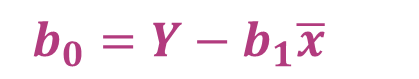 b₀ = Y − b₁x̅